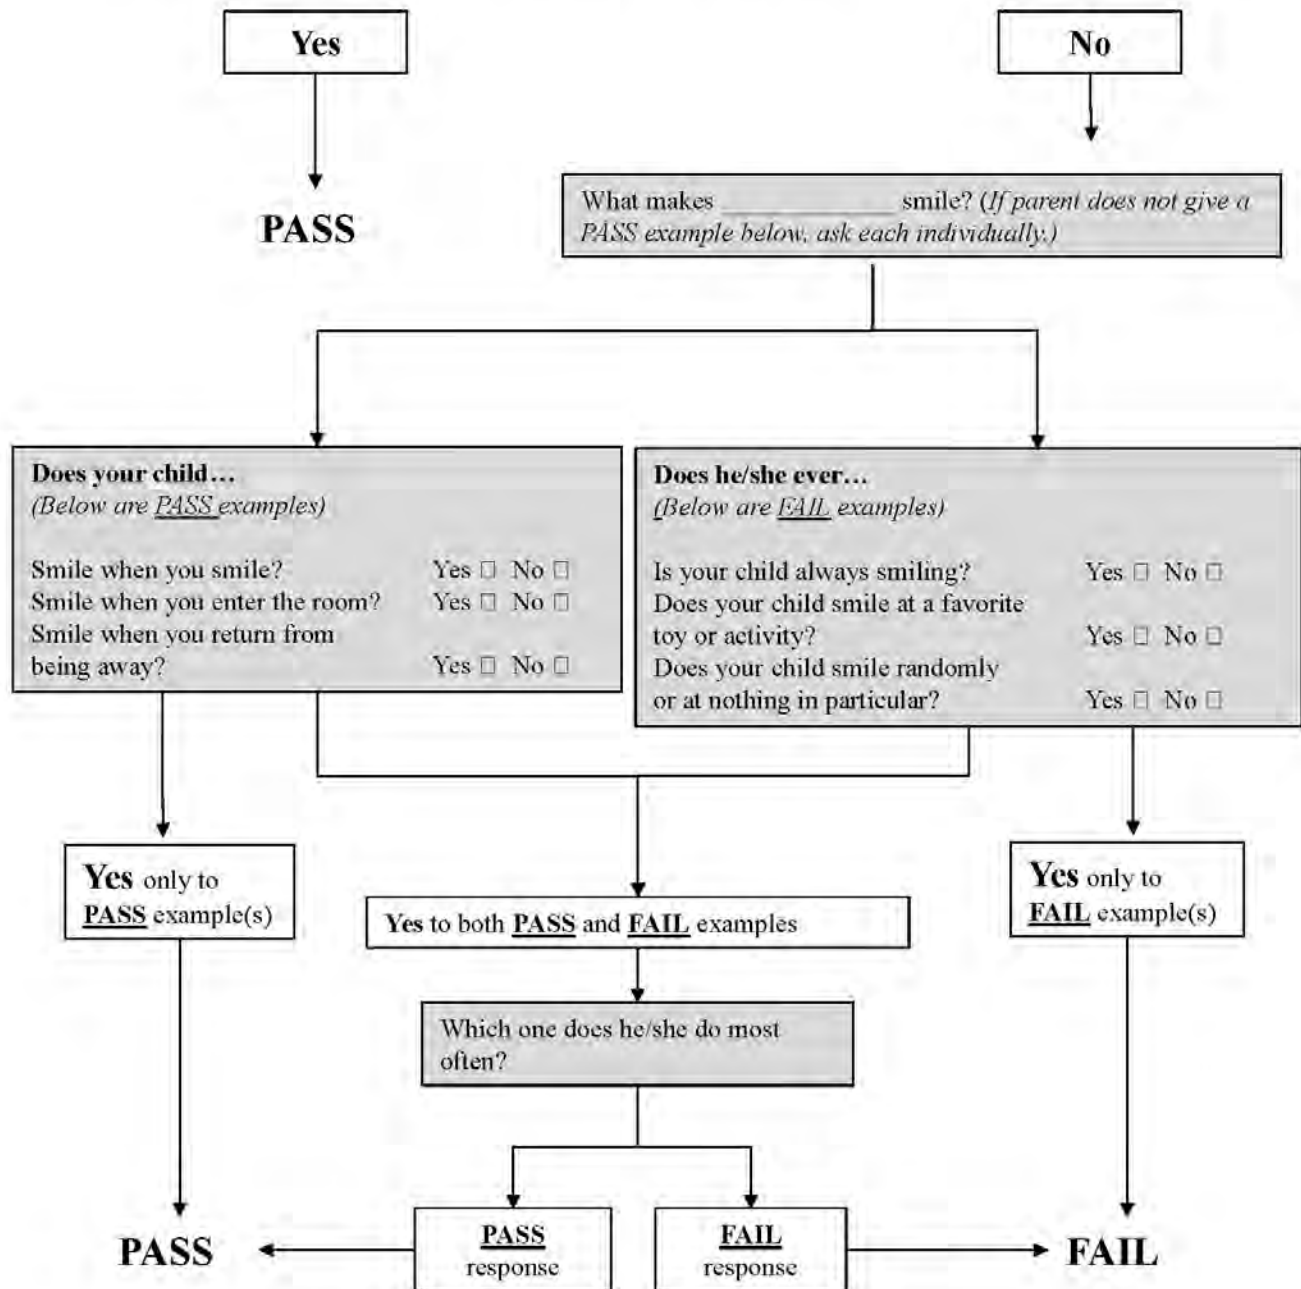 Yes
No
PASS
What makes ______________ smile? (If parent does not give a
PASS example below, ask each individually.)
Does your child…
(Below are PASS examples)
Smile when you smile? Yes □ No □
Smile when you enter the room? Yes □ No □
Smile when you return from
being away? Yes □ No □
Does he/she ever…
(Below are FAIL examples)
Is your child always smiling? Yes □ No □
Does your child smile at a favorite
toy or activity? Yes □ No □
Does your child smile randomly
or at nothing in particular? Yes □ No □
Yes only to
PASS example(s)
Yes to both PASS and FAIL examples
Yes only to
FAIL example(s)
Which one does he/she do most
often?
PASS
PASS
response
FAIL
response
FAIL